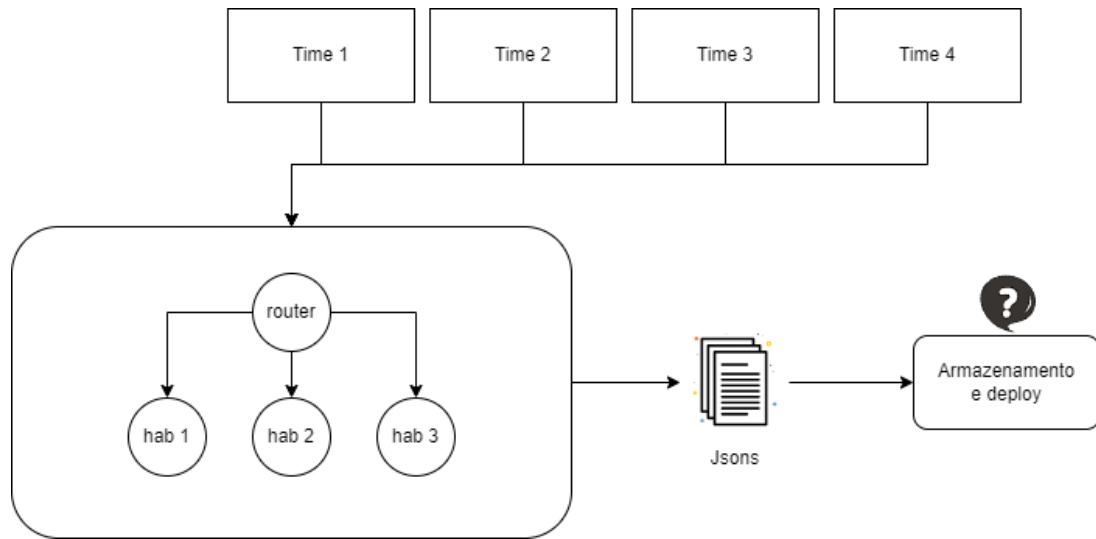 Time 1
Time 2
Time 3
Time 4
router
hab 1
hab 2
hab 3
Jsons
?
Armazenamento
e deploy